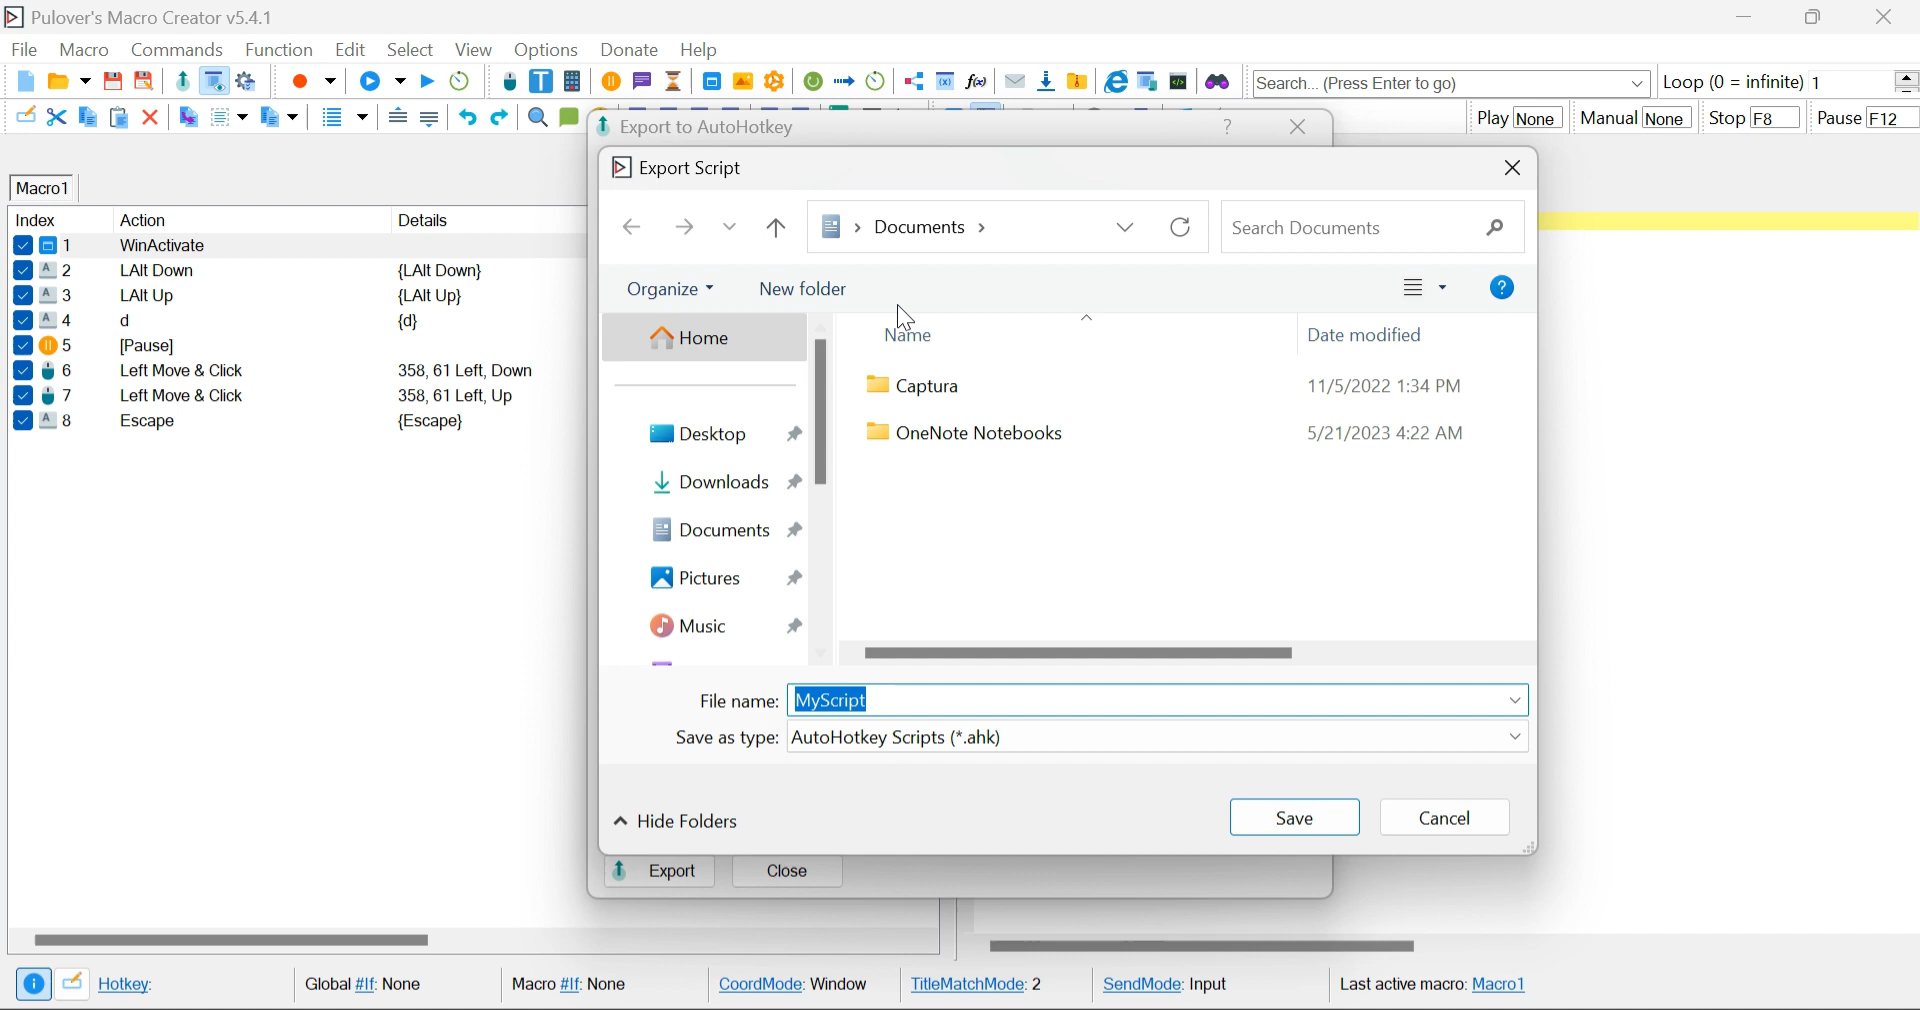 Pulover's Macro Creator v5.4.1
File Macro Commands Function Edit Select View Options Donate Help
Search... (Press Enter to go) Loop (0 = infinite) 1
Play None Manual None Stop F8 Pause F12
Export to AutoHotkey ?
Export Script
Macro1
Index Action Details
1 WinActivate
2 LAlt Down {LAlt Down}
3 LAlt Up {LAlt Up}
4 d {d}
5 [Pause]
6 Left Move & Click 358, 61 Left, Down
7 Left Move & Click 358, 61 Left, Up
8 Escape {Escape}
Documents
Search Documents
Organize New folder
Home
Desktop
Downloads
Documents
Pictures
Music
Name Date modified
Captura 11/5/2022 1:34 PM
OneNote Notebooks 5/21/2023 4:22 AM
File name: MyScript
Save as type: AutoHotkey Scripts (*.ahk)
Hide Folders Save Cancel
Export Close
Hotkey: Global #If: None Macro #If: None CoordMode: Window TitleMatchMode: 2 SendMode: Input Last active macro: Macro1